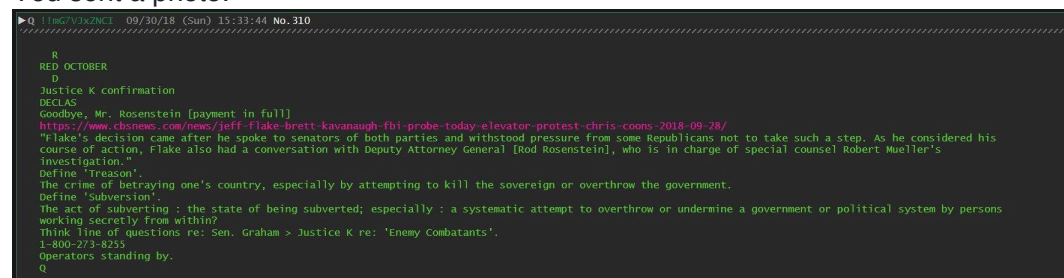 ▶Q !!mG7VJxZNCI 09/30/18 (Sun) 15:33:44 No.310
R
RED OCTOBER
D
Justice K confirmation
DECLAS
Goodbye, Mr. Rosenstein [payment in full]
https://www.cbsnews.com/news/jeff-flake-brett-kavanaugh-fbi-probe-today-elevator-protest-chris-coons-2018-09-28/
"Flake's decision came after he spoke to senators of both parties and withstood pressure from some Republicans not to take such a step. As he considered his
course of action, Flake also had a conversation with Deputy Attorney General [Rod Rosenstein], who is in charge of special counsel Robert Mueller's
investigation."
Define 'Treason'.
The crime of betraying one's country, especially by attempting to kill the sovereign or overthrow the government.
Define 'Subversion'.
The act of subverting : the state of being subverted; especially : a systematic attempt to overthrow or undermine a government or political system by persons
working secretly from within?
Think line of questions re: Sen. Graham > Justice K re: 'Enemy Combatants'.
1-800-273-8255
Operators standing by.
Q